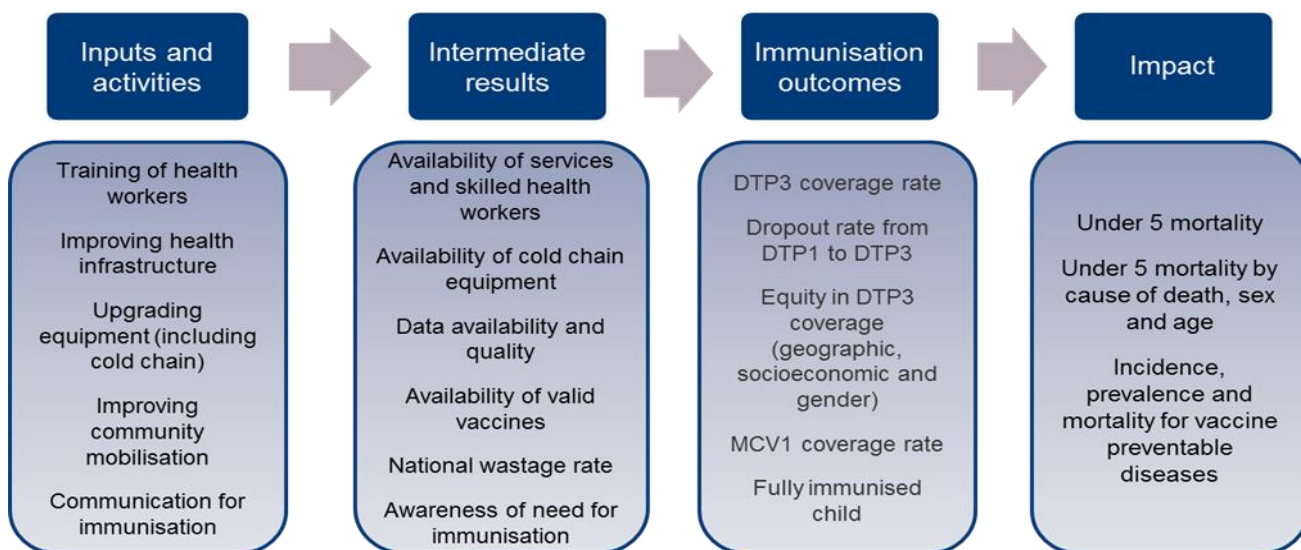 Inputs and
activities
Intermediate
results
Immunisation
outcomes
Impact
Training of health
workers
Improving health
infrastructure
Upgrading
equipment (including
cold chain)
Improving
community
mobilisation
Communication for
immunisation
Availability of services
and skilled health
workers
Availability of cold chain
equipment
Data availability and
quality
Availability of valid
vaccines
National wastage rate
Awareness of need for
immunisation
DTP3 coverage rate
Dropout rate from
DTP1 to DTP3
Equity in DTP3
coverage
(geographic,
socioeconomic and
gender)
MCV1 coverage rate
Fully immunised
child
Under 5 mortality
Under 5 mortality by
cause of death, sex
and age
Incidence,
prevalence and
mortality for vaccine
preventable
diseases